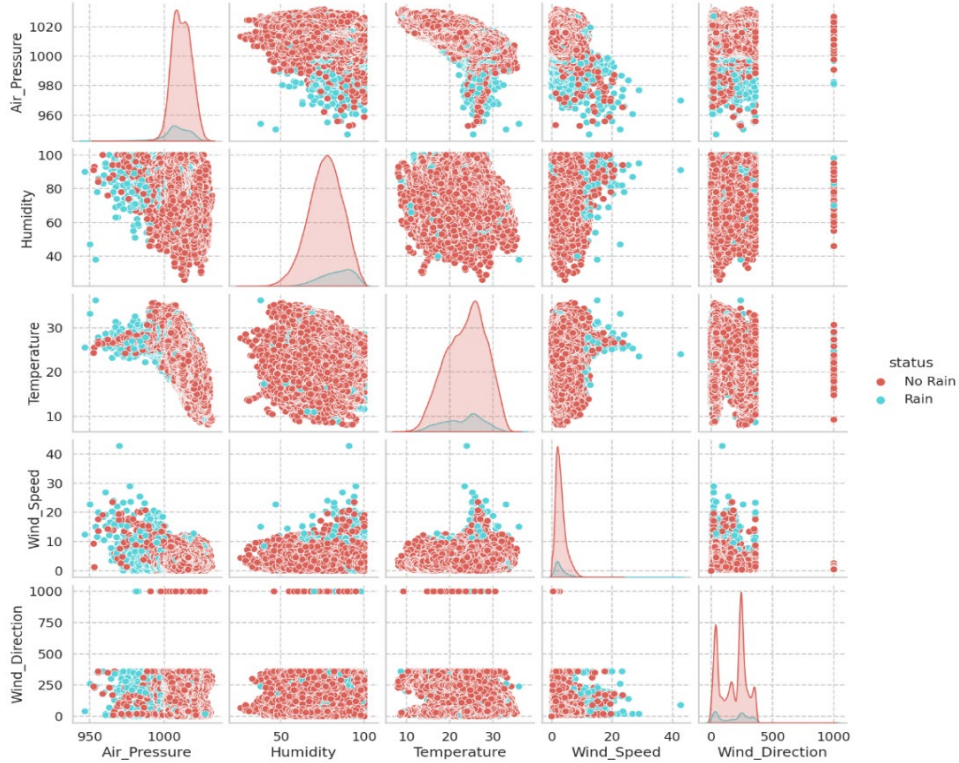 Air_Pressure
1020
1000
980
960
Humidity
100
80
60
40
Temperature
30
20
10
Wind_Speed
40
30
20
10
0
Wind_Direction
1000
750
500
250
0
950 1000
50 100
10 20 30
0 20 40
0 500 1000
Air_Pressure Humidity Temperature Wind_Speed Wind_Direction
status
No Rain
Rain